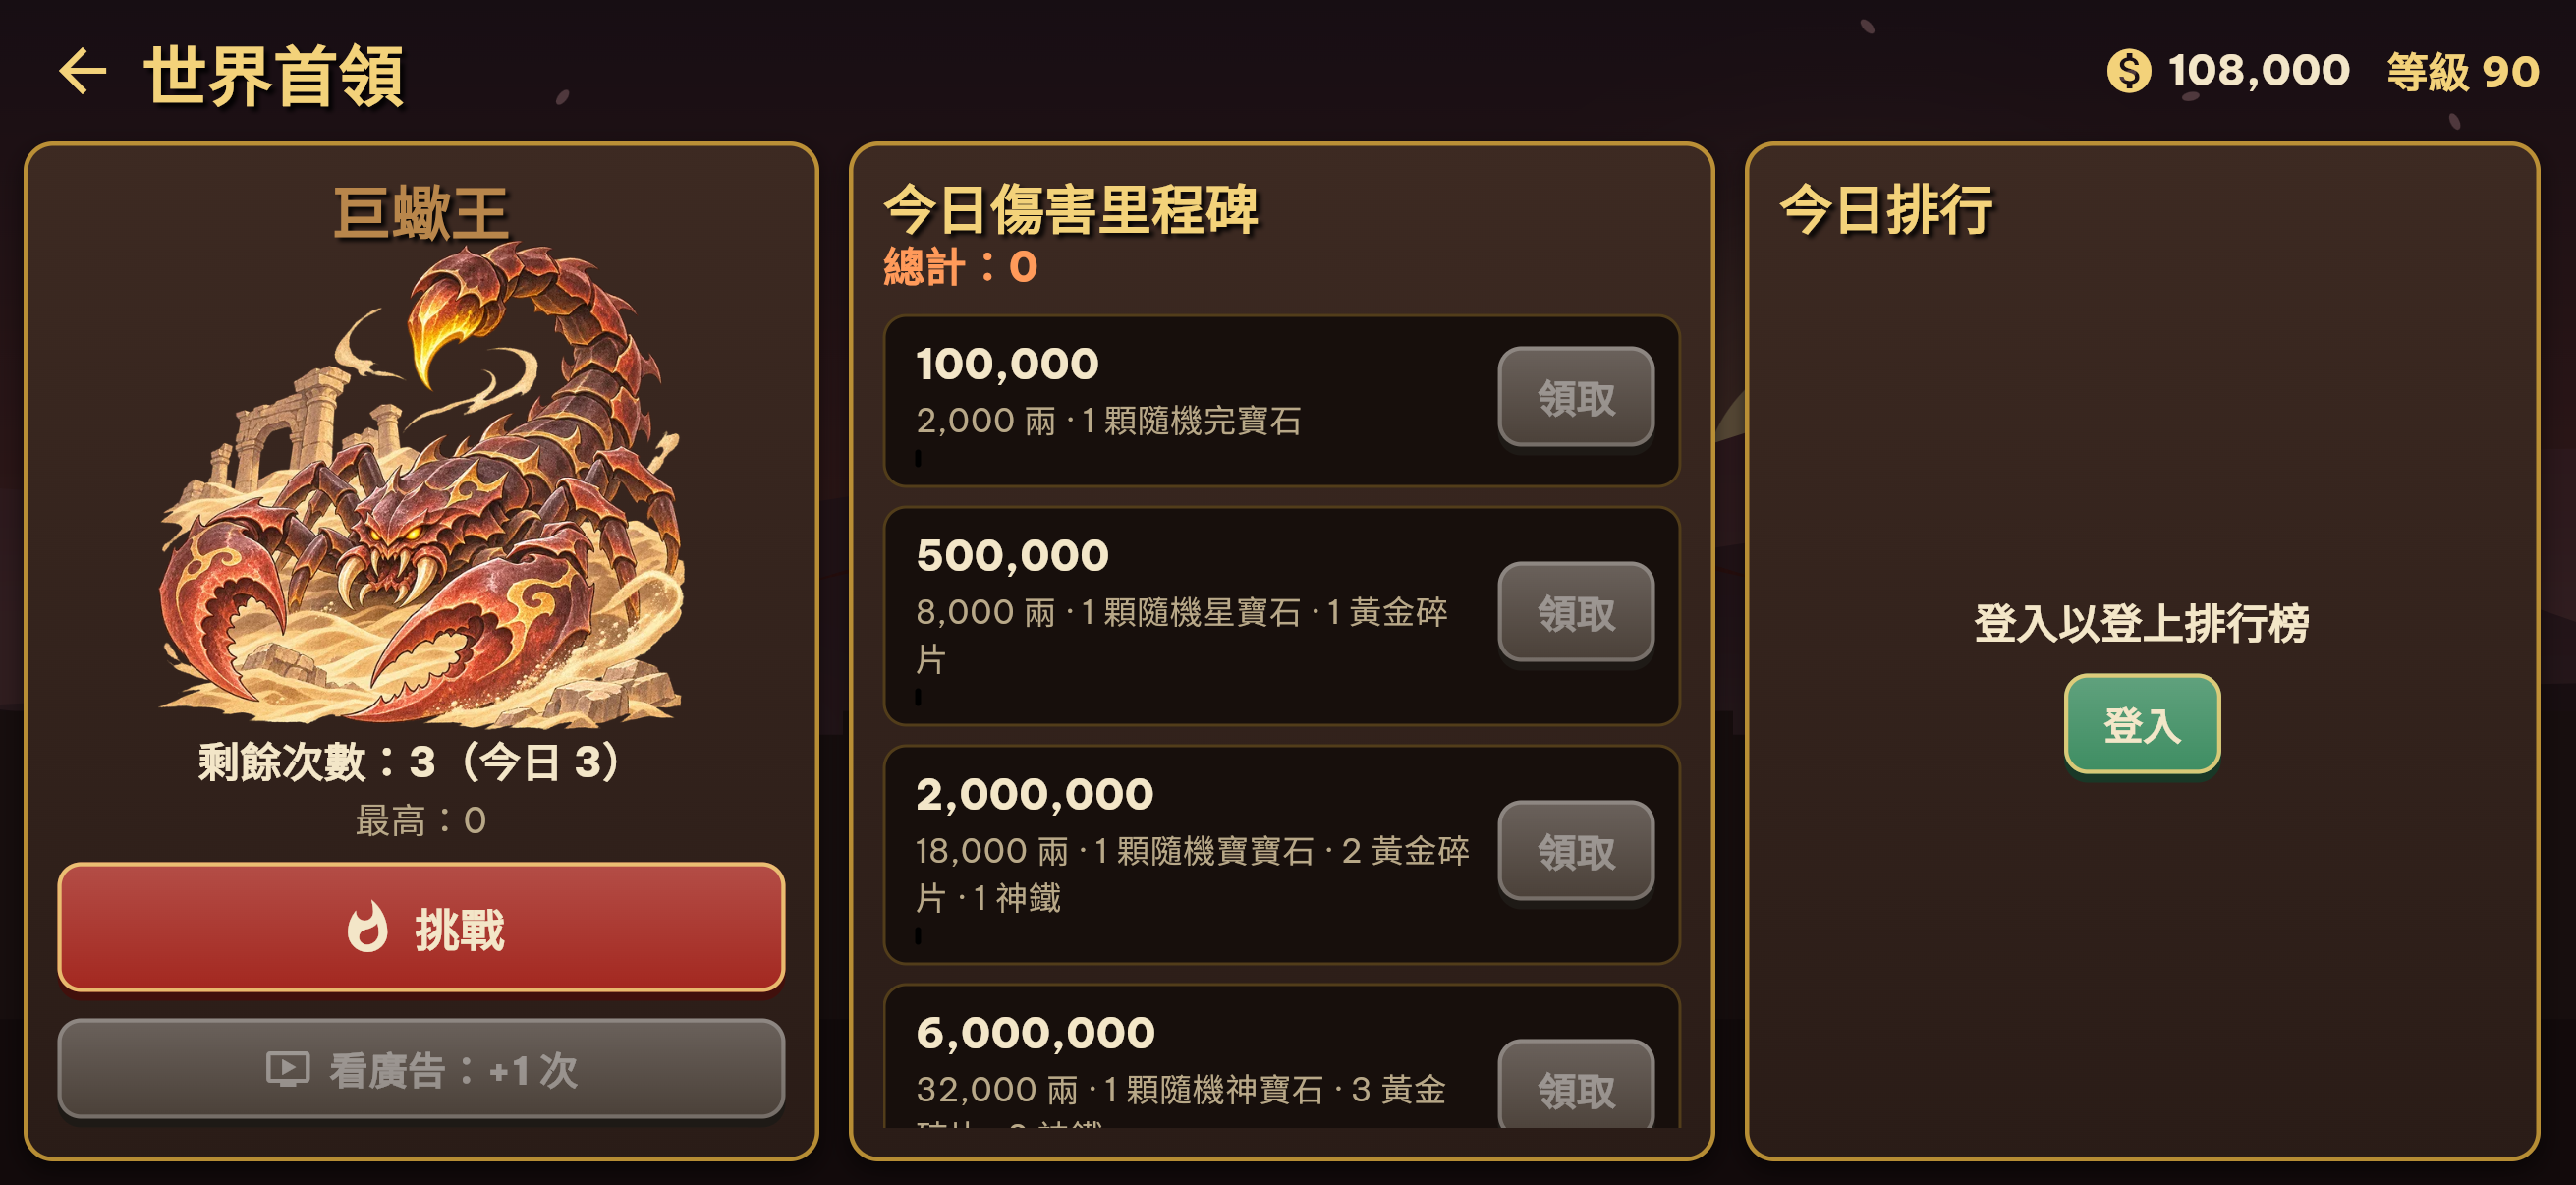 世界首領
108,000
等級 90
巨蠍王
剩餘次數：3（今日 3）
最高：0
挑戰
看廣告：+1 次
今日傷害里程碑
總計：0
100,000
2,000 兩 · 1 顆隨機完寶石
領取
500,000
8,000 兩 · 1 顆隨機星寶石 · 1 黃金碎
片
領取
2,000,000
18,000 兩 · 1 顆隨機寶寶石 · 2 黃金碎
片 · 1 神鐵
領取
6,000,000
32,000 兩 · 1 顆隨機神寶石 · 3 黃金
領取
今日排行
登入以登上排行榜
登入